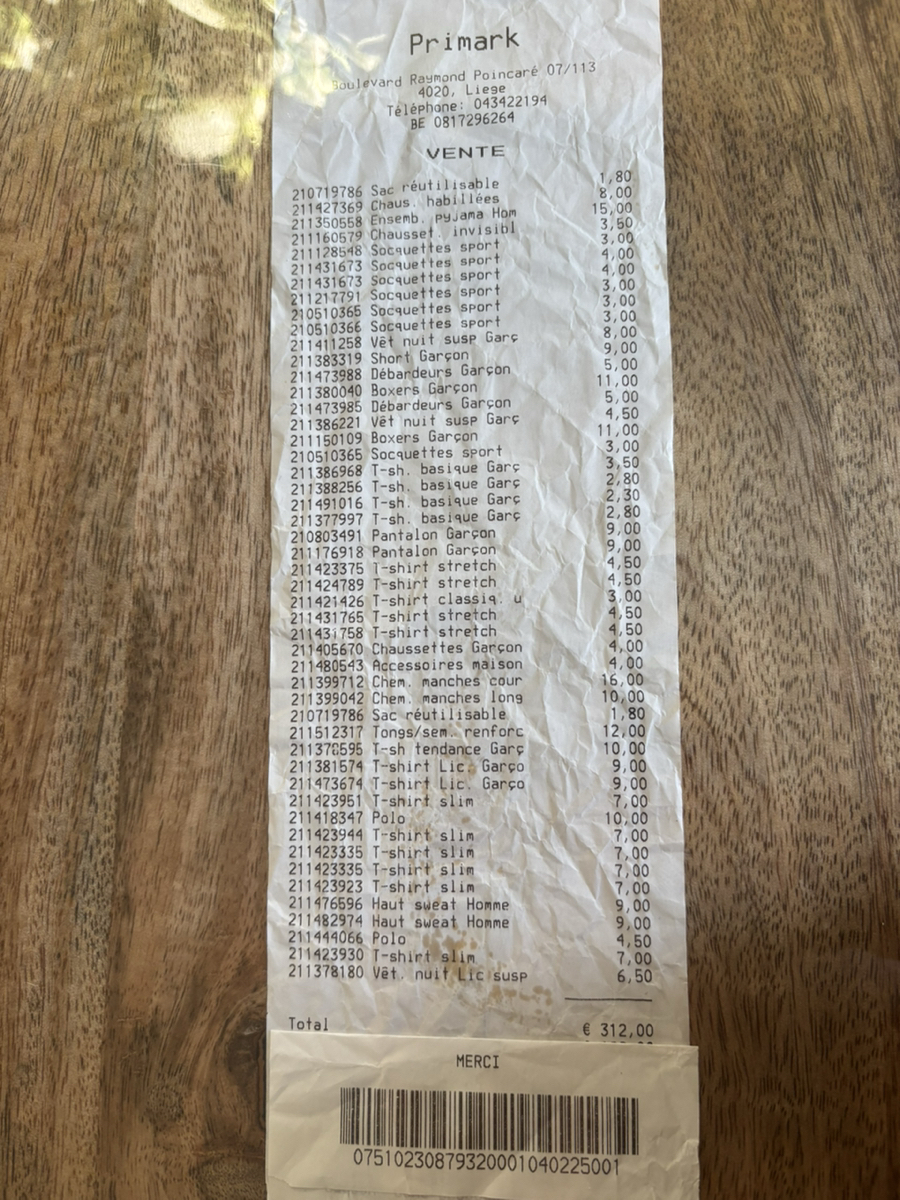 Primark
Boulevard Raymond Poincaré 07/113
4020, Liege
Téléphone: 043422194
BE 0817296264
VENTE
210719786 Sac réutilisable 1,80
211427369 Chaus. habillées 8,00
211350558 Ensemb. pyjama Hom 15,00
211160579 Chausset. invisibl 3,50
211128548 Socquettes sport 3,00
211431673 Socquettes sport 4,00
211431673 Socquettes sport 4,00
211217791 Socquettes sport 3,00
210510365 Socquettes sport 3,00
210510366 Socquettes sport 3,00
211411258 Vêt nuit susp Garç 8,00
211383319 Short Garçon 9,00
211473988 Débardeurs Garçon 5,00
211380040 Boxers Garçon 11,00
211473985 Débardeurs Garçon 5,00
211386221 Vêt nuit susp Garç 4,50
211150109 Boxers Garçon 11,00
210510365 Socquettes sport 3,00
211386968 T-sh. basique Garç 3,50
211388256 T-sh. basique Garç 2,80
211491016 T-sh. basique Garç 2,30
211377997 T-sh. basique Garç 2,80
210803491 Pantalon Garçon 9,00
211176918 Pantalon Garçon 9,00
211423375 T-shirt stretch 4,50
211424789 T-shirt stretch 4,50
211421426 T-shirt classiq. u 3,00
211431765 T-shirt stretch 4,50
211431758 T-shirt stretch 4,50
211405670 Chaussettes Garçon 4,00
211480543 Accessoires maison 4,00
211399712 Chem. manches cour 16,00
211399042 Chem. manches long 10,00
210719786 Sac réutilisable 1,80
211512317 Tongs/sem. renforc 12,00
211370595 T-sh tendance Garç 10,00
211381574 T-shirt Lic. Garço 9,00
211473674 T-shirt Lic. Garço 9,00
211423951 T-shirt slim 7,00
211418347 Polo 10,00
211423944 T-shirt slim 7,00
211423335 T-shirt slim 7,00
211423335 T-shirt slim 7,00
211423923 T-shirt slim 7,00
211476596 Haut sweat Homme 9,00
211482974 Haut sweat Homme 9,00
211444066 Polo 4,50
211423930 T-shirt slim 7,00
211378180 Vêt. nuit Lic susp 6,50
Total € 312,00
MERCI
07510230879320001040225001